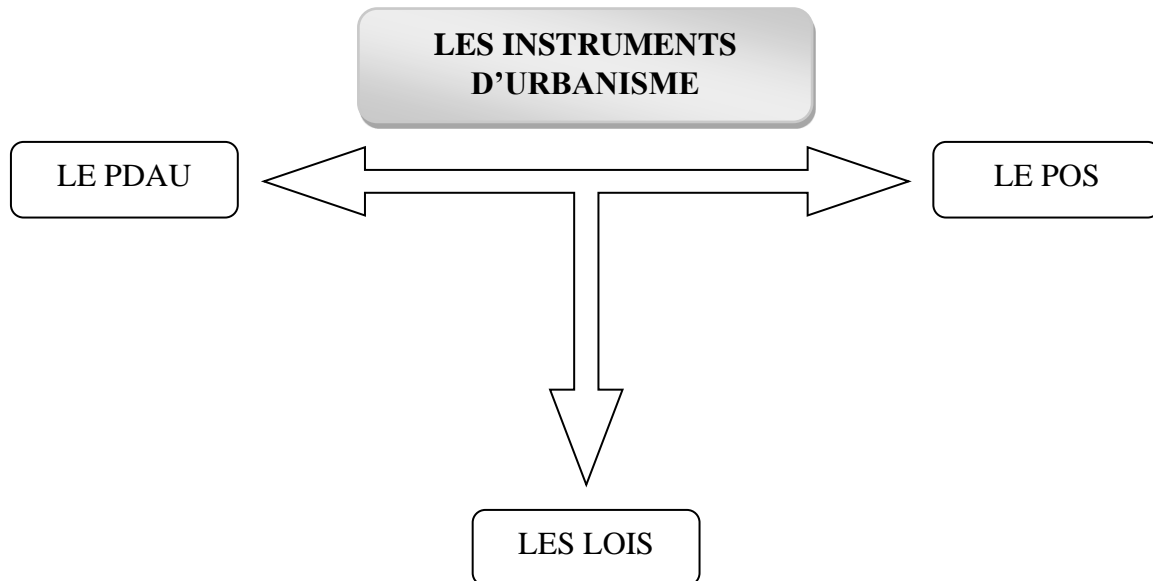 LES INSTRUMENTS
D’URBANISME
LE PDAU
LE POS
LES LOIS